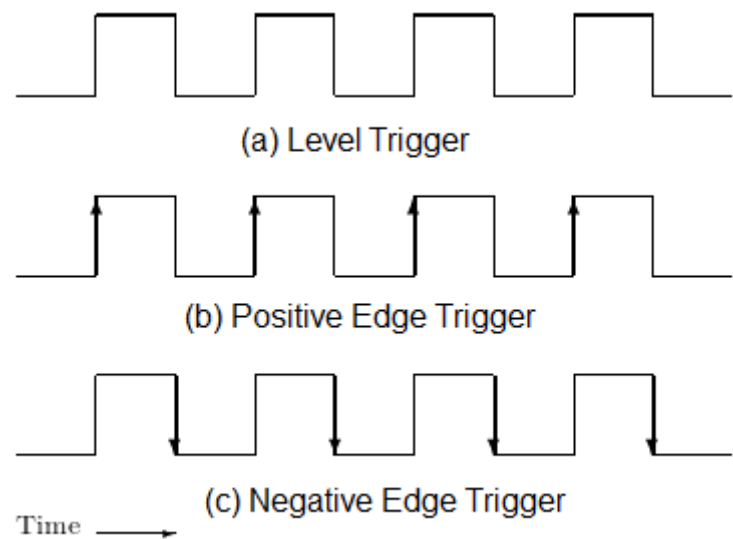 (a) Level Trigger
(b) Positive Edge Trigger
(c) Negative Edge Trigger
Time